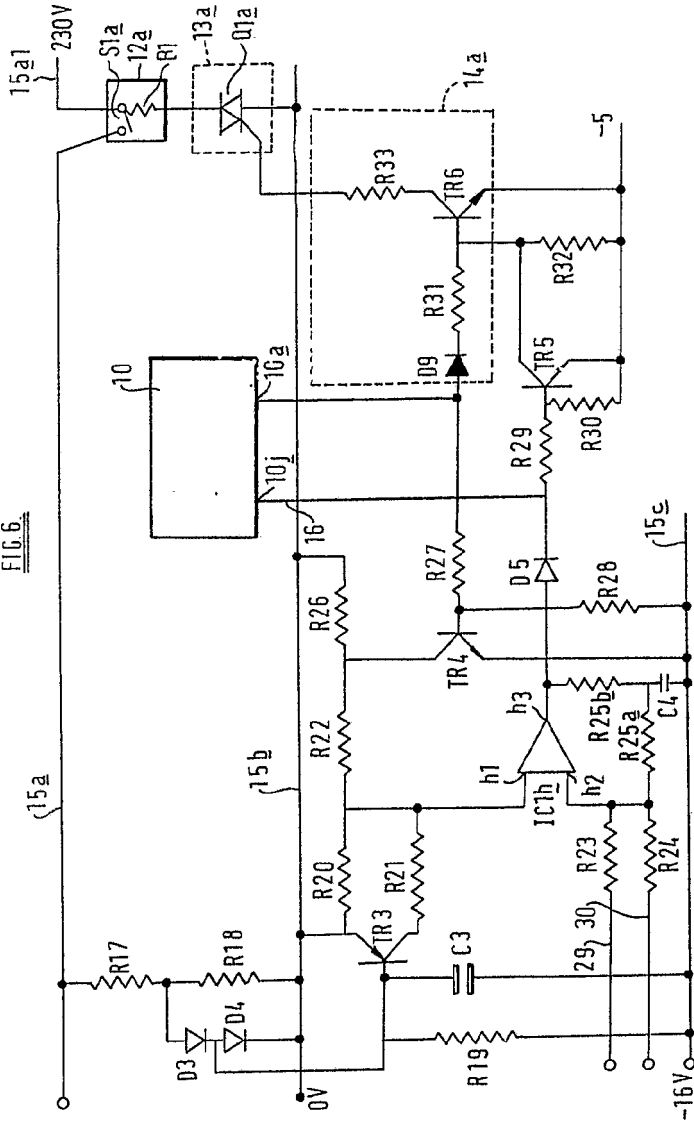 FIG.6.
15a
15a1
230V
S1a
12a
R1
13a
Q1a
14a
10
10j
10a
16
R17
R18
D3
D4
0V
15b
R20
R22
R26
R21
TR3
C3
R19
R27
TR4
R28
D9
R31
R33
TR6
h1
h2
h3
IC1h
D5
R29
TR5
R30
R32
-5
R23
R24
R25a
R25b
C4
29
30
15c
-16V